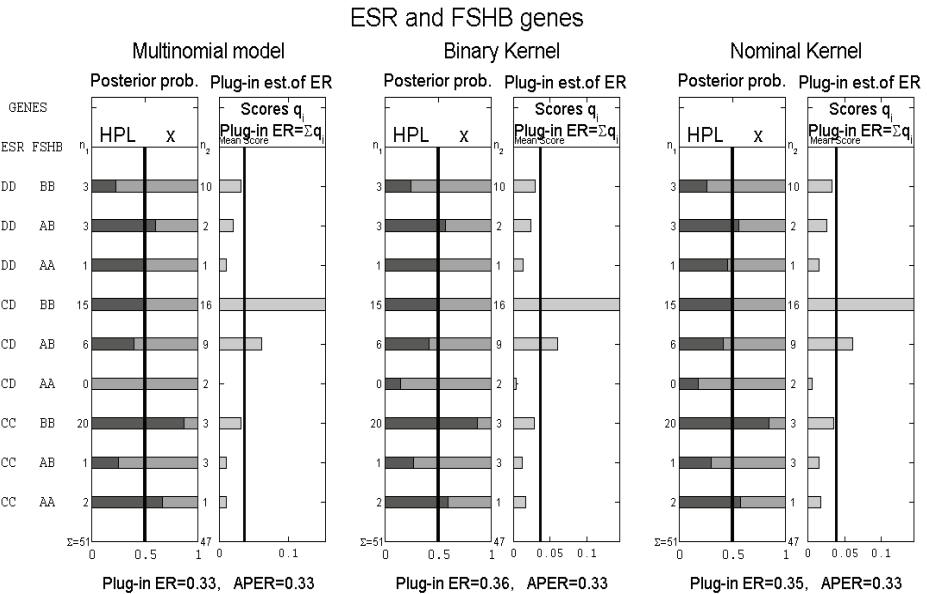 ESR and FSHB genes
Multinomial model Binary Kernel Nominal Kernel
Posterior prob. Plug-in est.of ER Posterior prob. Plug-in est.of ER Posterior prob. Plug-in est.of ER
GENES Scores qi Scores qi Scores qi
HPL x Plug-in ER=Σqi HPL x Plug-in ER=Σqi HPL x Plug-in ER=Σqi
Mean Score Mean Score Mean Score
ESR FSHB n1 n2 n1 n2 n1 n2
DD BB 3 10 3 10 3 10
DD AB 3 2 3 2 3 2
DD AA 1 1 1 1 1 1
CD BB 15 16 15 16 15 16
CD AB 6 9 6 9 6 9
CD AA 0 2 0 2 0 2
CC BB 20 3 20 3 20 3
CC AB 1 3 1 3 1 3
CC AA 2 1 2 1 2 1
Σ=51 47 Σ=51 47 Σ=51 47
0 0.5 1 0 0.1 0 0.5 1 0 0.05 0.1 0 0.5 1 0 0.05 0.1
Plug-in ER=0.33, APER=0.33 Plug-in ER=0.36, APER=0.33 Plug-in ER=0.35, APER=0.33